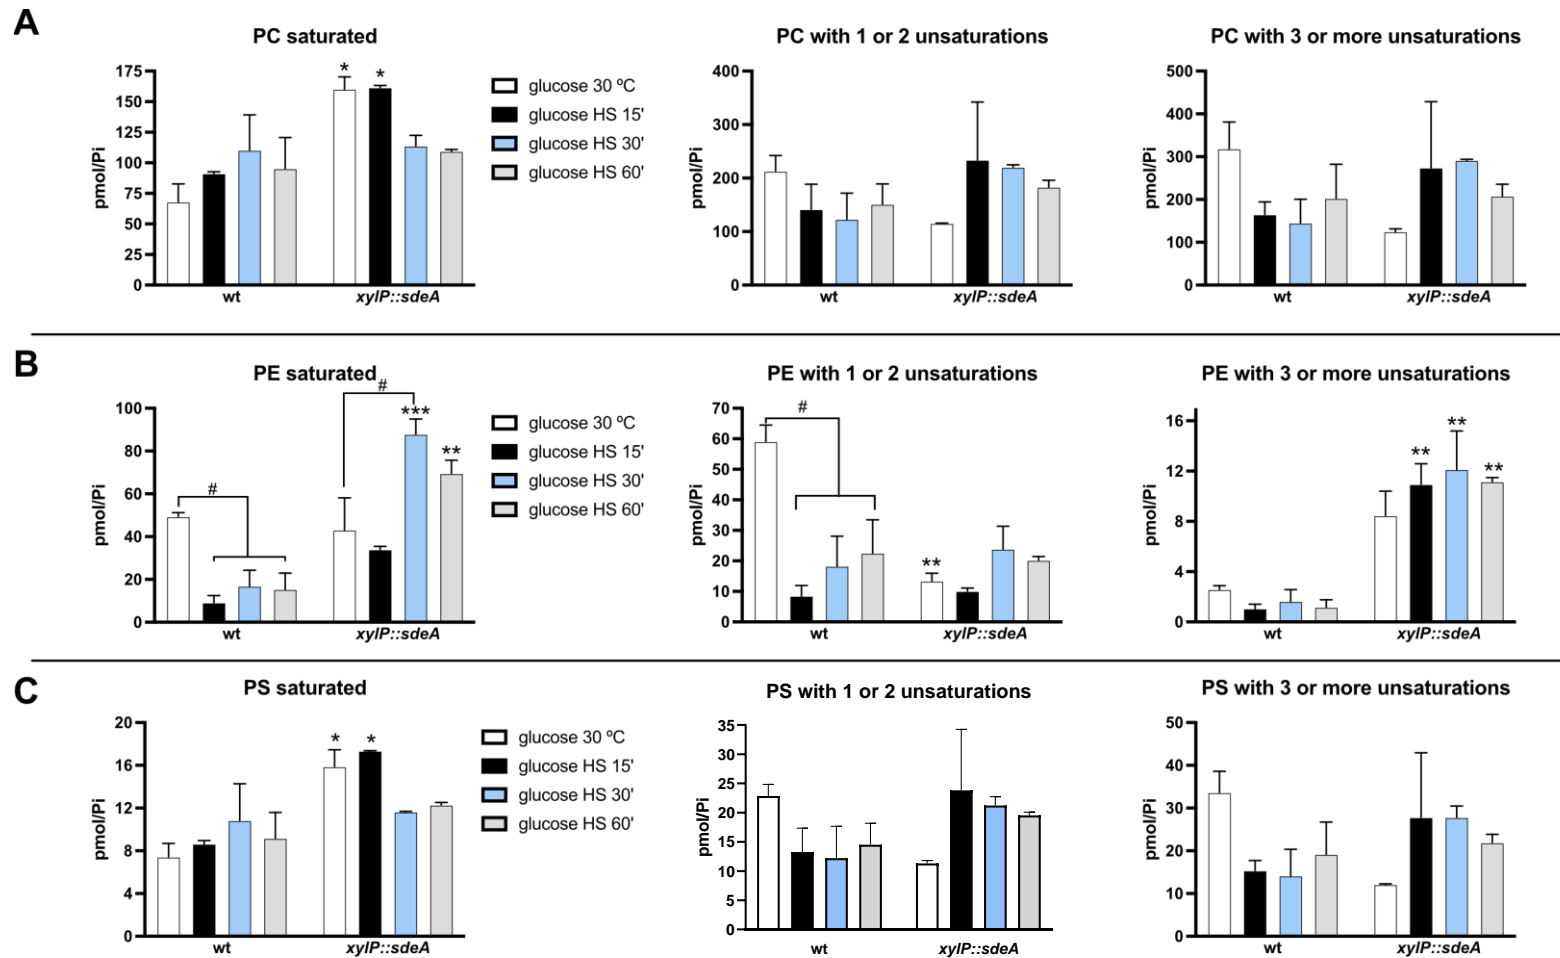 A
PC saturated
PC with 1 or 2 unsaturations
PC with 3 or more unsaturations
pmol/Pi
175
150
125
100
75
50
25
0
* *
wt
xylP::sdeA
glucose 30 ºC
glucose HS 15'
glucose HS 30'
glucose HS 60'
pmol/Pi
400
300
200
100
0
wt
xylP::sdeA
pmol/Pi
500
400
300
200
100
0
wt
xylP::sdeA
B
PE saturated
PE with 1 or 2 unsaturations
PE with 3 or more unsaturations
pmol/Pi
100
80
60
40
20
0
#
#
***
**
wt
xylP::sdeA
glucose 30 ºC
glucose HS 15'
glucose HS 30'
glucose HS 60'
pmol/Pi
70
60
50
40
30
20
10
0
#
**
wt
xylP::sdeA
pmol/Pi
16
12
8
4
0
**
**
**
wt
xylP::sdeA
C
PS saturated
PS with 1 or 2 unsaturations
PS with 3 or more unsaturations
pmol/Pi
20
16
12
8
4
0
* *
wt
xylP::sdeA
glucose 30 ºC
glucose HS 15'
glucose HS 30'
glucose HS 60'
pmol/Pi
35
30
25
20
15
10
5
0
wt
xylP::sdeA
pmol/Pi
50
40
30
20
10
0
wt
xylP::sdeA